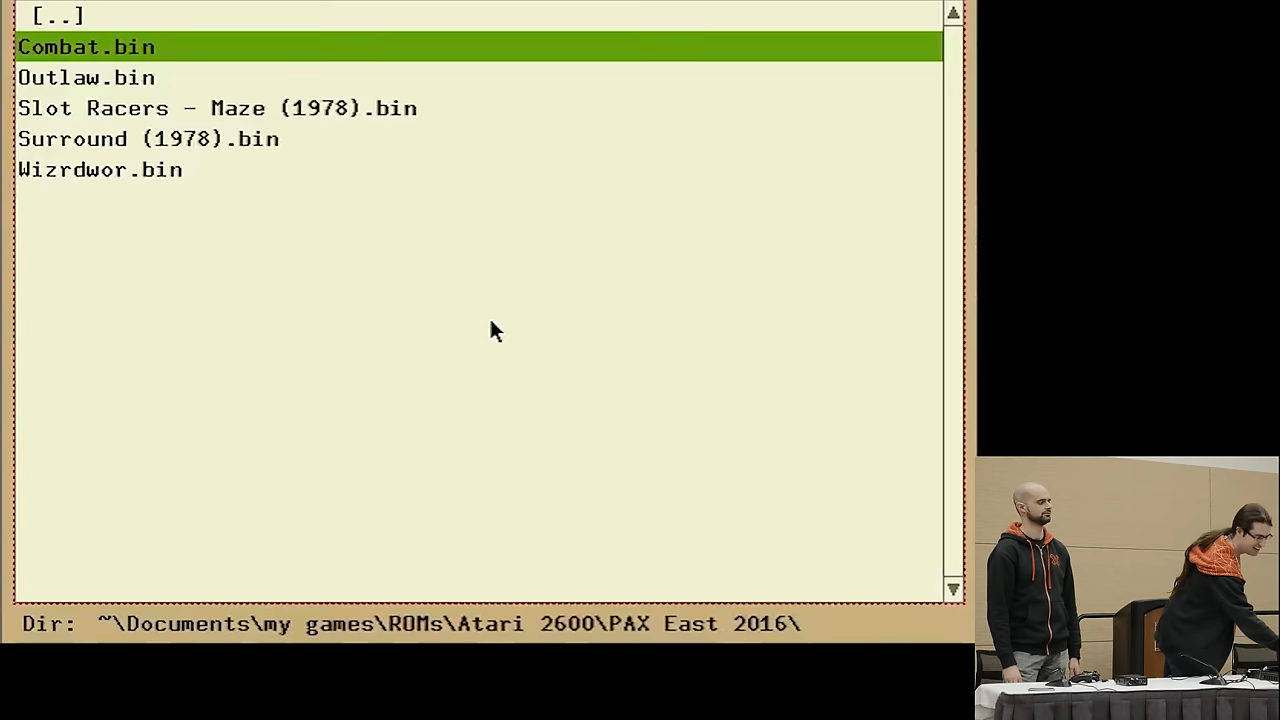 [..]
Combat.bin
Outlaw.bin
Slot Racers - Maze (1978).bin
Surround (1978).bin
Wizrdwor.bin
Dir: ~\Documents\my games\ROMs\Atari 2600\PAX East 2016\